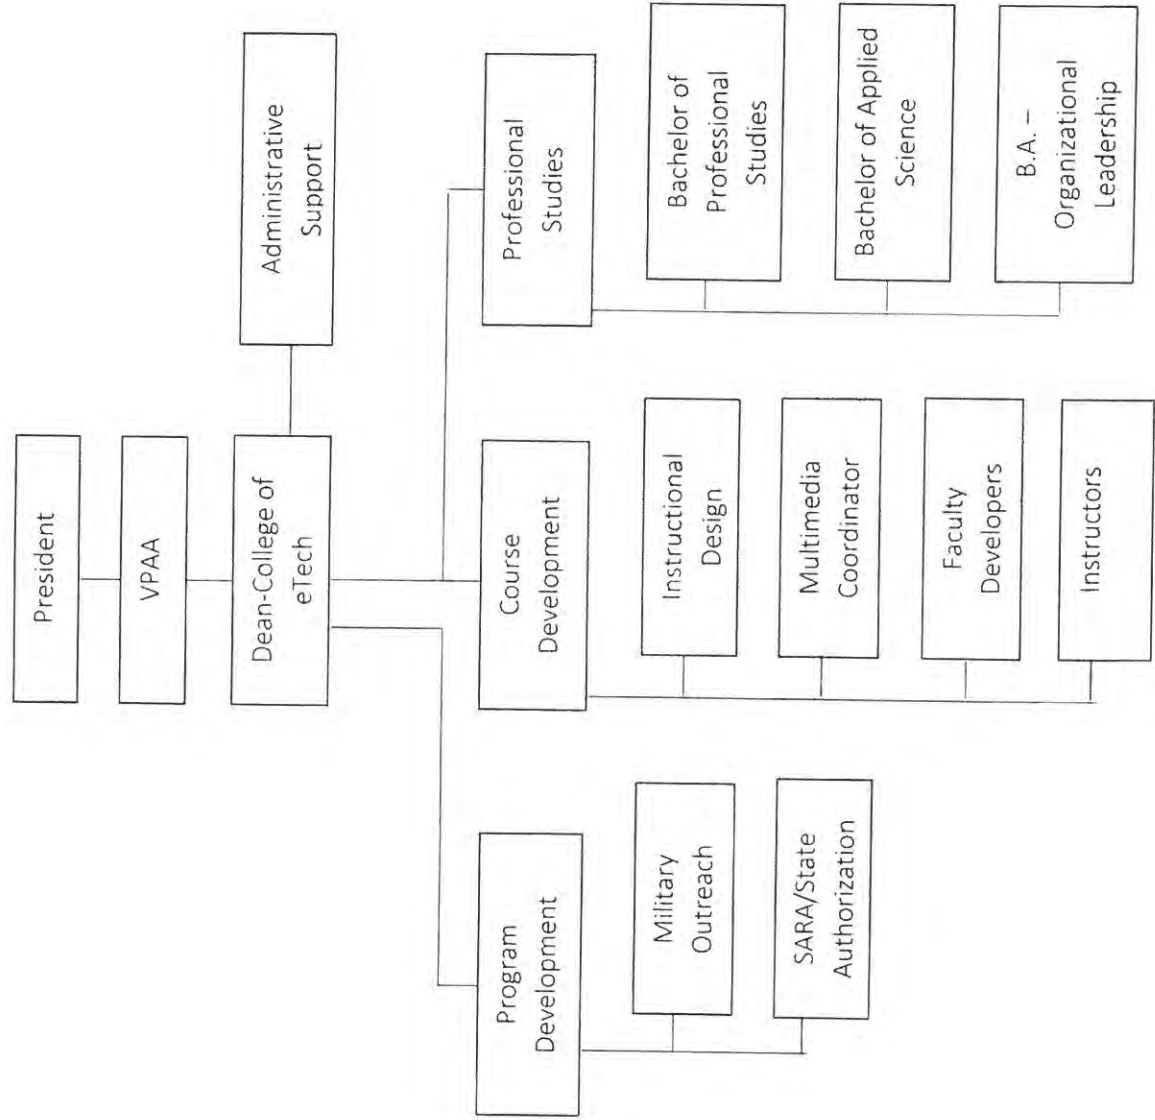 President
VPAA
Dean-College of
eTech
Administrative
Support
Program
Development
Military
Outreach
SARA/State
Authorization
Course
Development
Instructional
Design
Multimedia
Coordinator
Faculty
Developers
Instructors
Professional
Studies
Bachelor of
Professional
Studies
Bachelor of Applied
Science
B.A. –
Organizational
Leadership